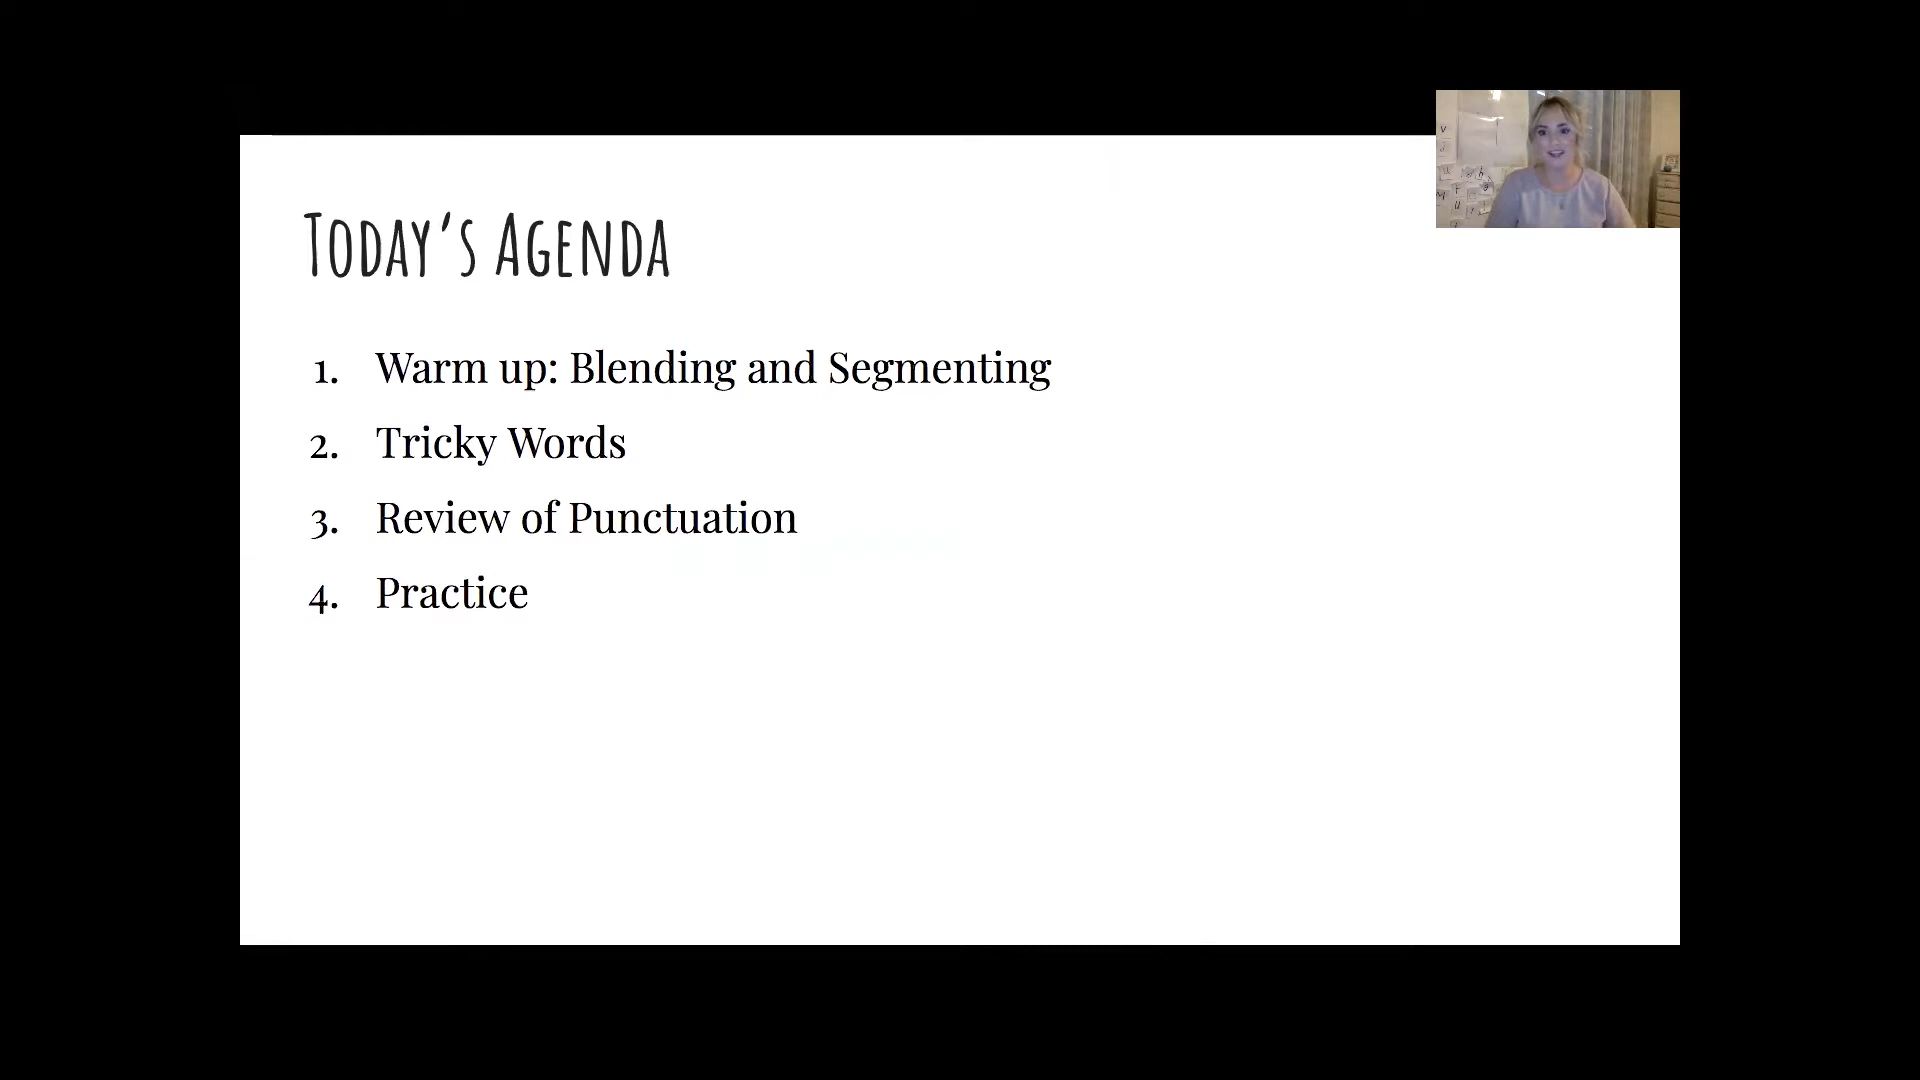 Today's Agenda
1. Warm up: Blending and Segmenting
2. Tricky Words
3. Review of Punctuation
4. Practice